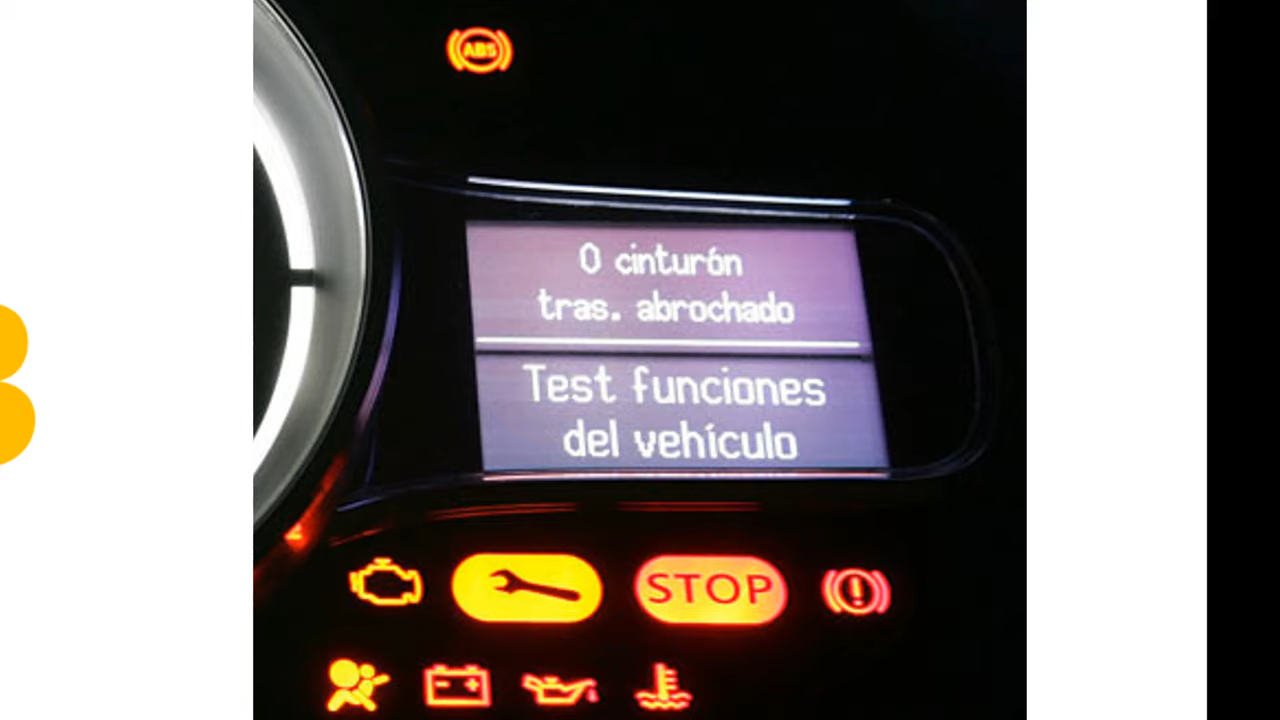 ABS
0 cinturón
tras. abrochado
Test funciones
del vehículo
STOP